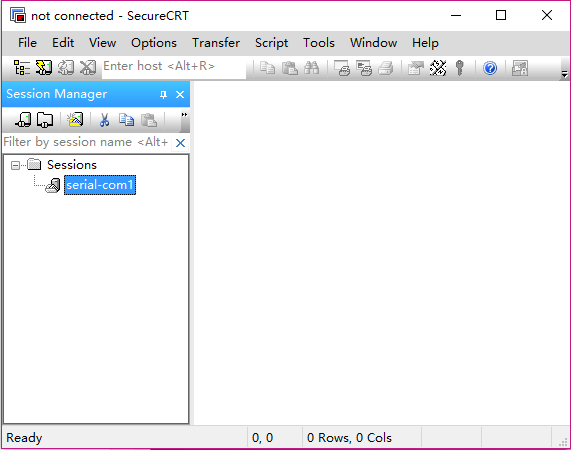 not connected - SecureCRT
File Edit View Options Transfer Script Tools Window Help
Enter host <Alt+R>
Session Manager
Filter by session name <Alt+
Sessions
serial-com1
Ready 0, 0 0 Rows, 0 Cols